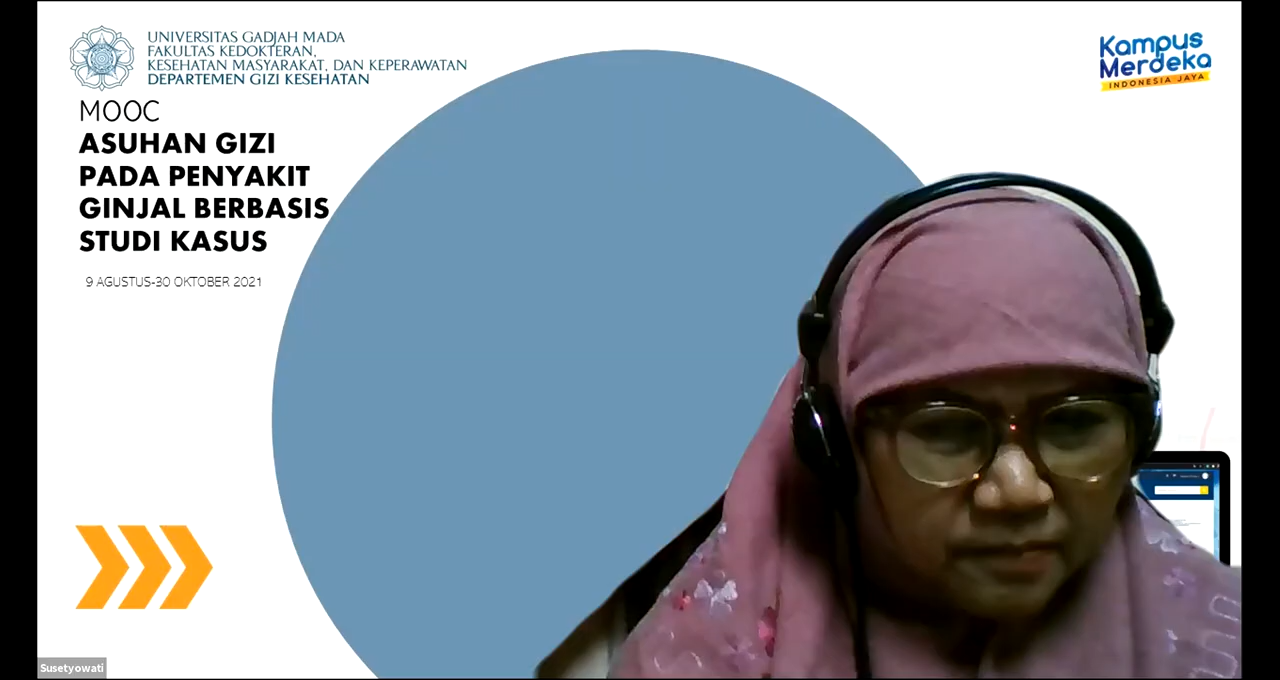 UNIVERSITAS GADJAH MADA
FAKULTAS KEDOKTERAN,
KESEHATAN MASYARAKAT, DAN KEPERAWATAN
DEPARTEMEN GIZI KESEHATAN
Kampus
Merdeka
INDONESIA JAYA
MOOC
ASUHAN GIZI
PADA PENYAKIT
GINJAL BERBASIS
STUDI KASUS
9 AGUSTUS-30 OKTOBER 2021
Susetyowati